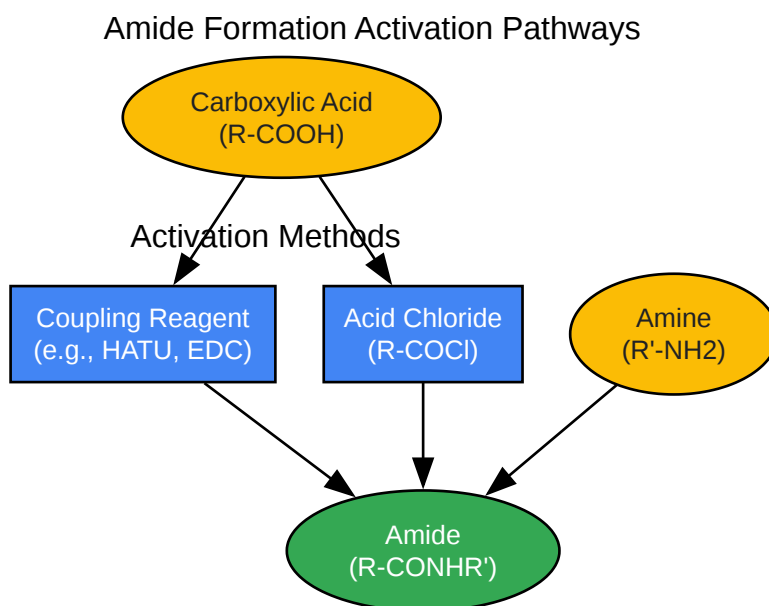 Amide Formation Activation Pathways
Carboxylic Acid
(R-COOH)
Activation Methods
Coupling Reagent
(e.g., HATU, EDC)
Acid Chloride
(R-COCl)
Amine
(R'-NH2)
Amide
(R-CONHR')